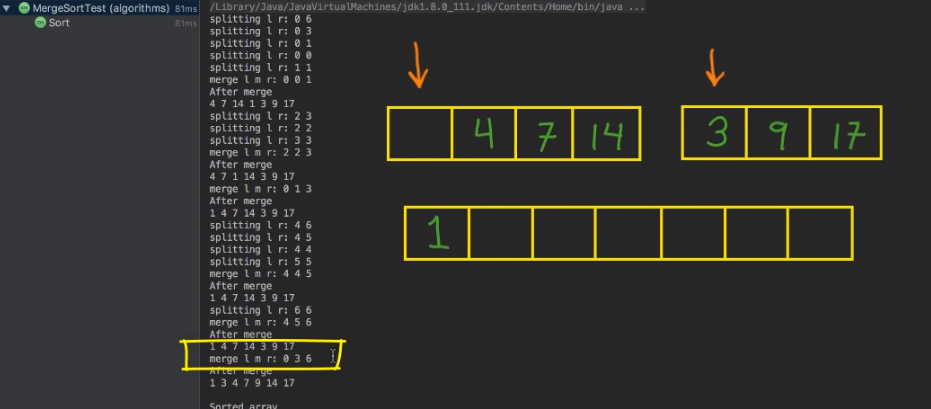 MergeSortTest (algorithms) 81ms
Sort 81ms
/Library/Java/JavaVirtualMachines/jdk1.8.0_111.jdk/Contents/Home/bin/java ...
splitting l r: 0 6
splitting l r: 0 3
splitting l r: 0 1
splitting l r: 0 0
splitting l r: 1 1
merge l m r: 0 0 1
After merge
4 7 14 1 3 9 17
splitting l r: 2 3
splitting l r: 2 2
splitting l r: 3 3
merge l m r: 2 2 3
After merge
4 7 1 14 3 9 17
merge l m r: 0 1 3
After merge
1 4 7 14 3 9 17
splitting l r: 4 6
splitting l r: 4 5
splitting l r: 4 4
splitting l r: 5 5
merge l m r: 4 4 5
After merge
1 4 7 14 3 9 17
splitting l r: 6 6
merge l m r: 4 5 6
After merge
1 4 7 14 3 9 17
merge l m r: 0 3 6
After merge
1 3 4 7 9 14 17
Sorted array
4 7 14
3 9 17
1